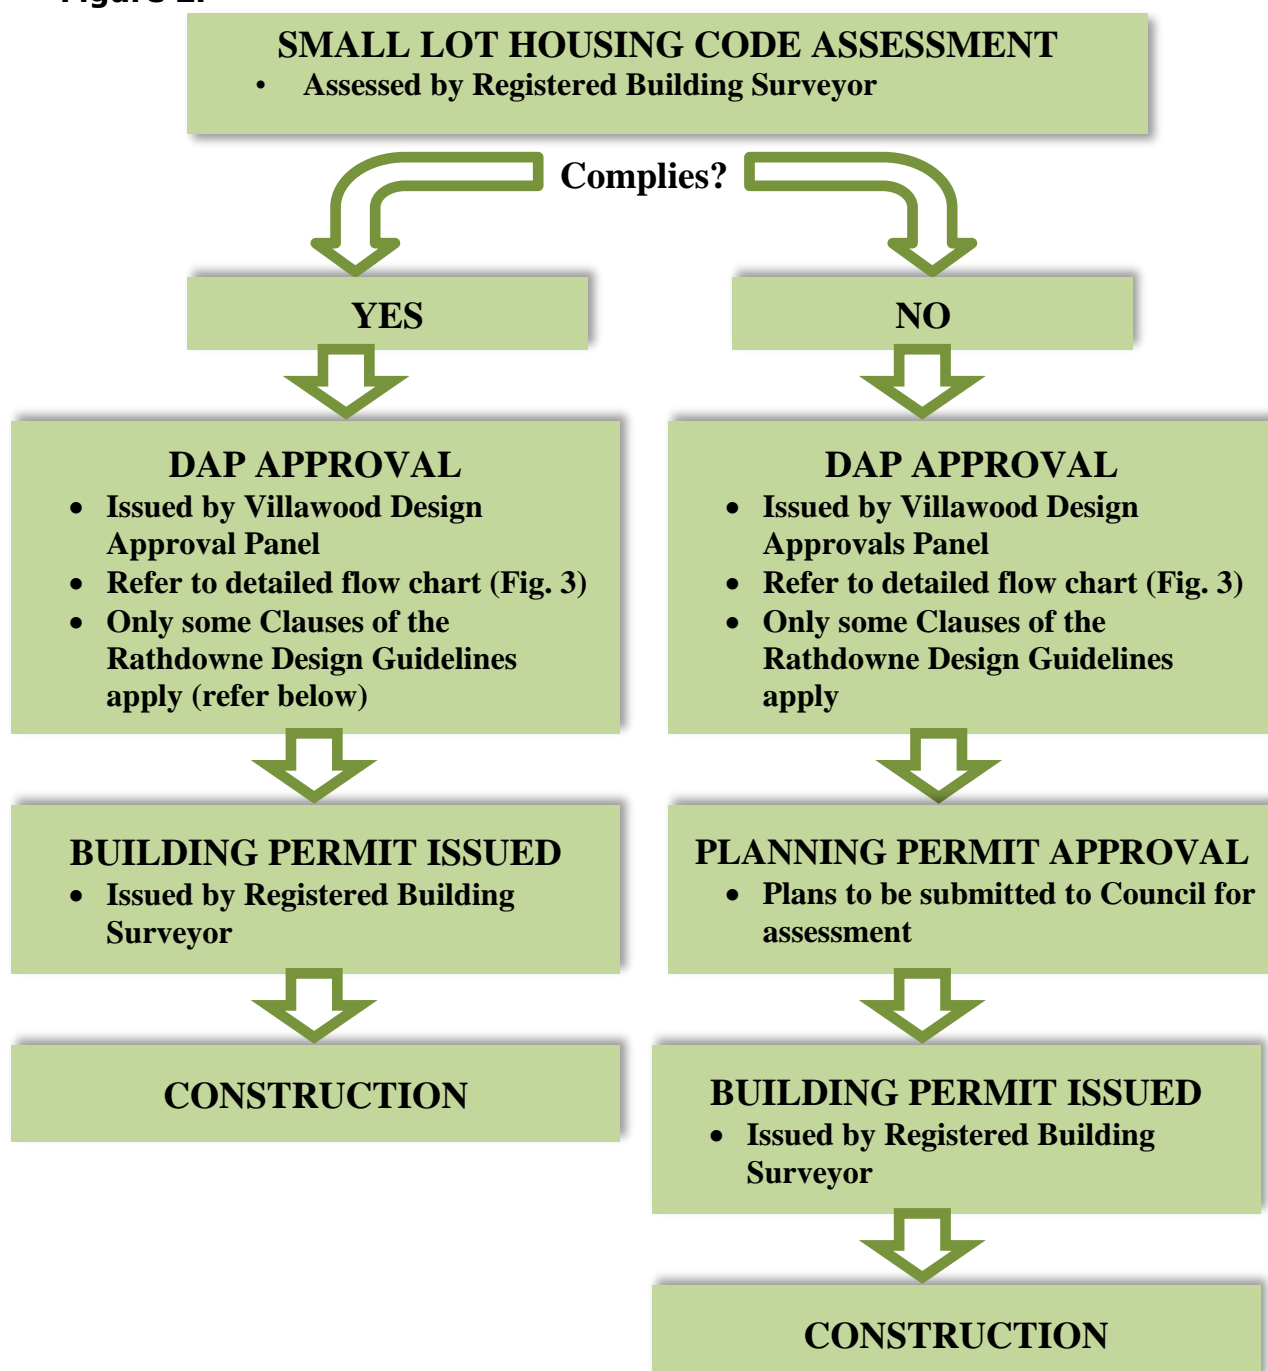 SMALL LOT HOUSING CODE ASSESSMENT
• Assessed by Registered Building Surveyor
Complies?
YES
NO
DAP APPROVAL
• Issued by Villawood Design
Approval Panel
• Refer to detailed flow chart (Fig. 3)
• Only some Clauses of the
Rathdowne Design Guidelines
apply (refer below)
DAP APPROVAL
• Issued by Villawood Design
Approvals Panel
• Refer to detailed flow chart (Fig. 3)
• Only some Clauses of the
Rathdowne Design Guidelines
apply
BUILDING PERMIT ISSUED
• Issued by Registered Building
Surveyor
PLANNING PERMIT APPROVAL
• Plans to be submitted to Council for
assessment
CONSTRUCTION
BUILDING PERMIT ISSUED
• Issued by Registered Building
Surveyor
CONSTRUCTION